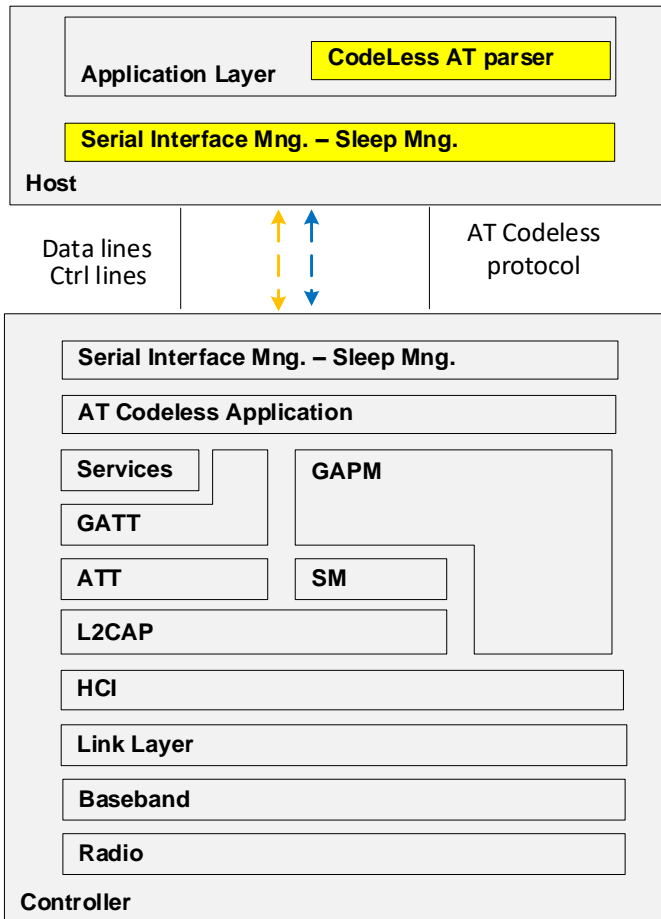 CodeLess AT parser
Application Layer
Serial Interface Mng. – Sleep Mng.
Host
Data lines
Ctrl lines
AT Codeless
protocol
Serial Interface Mng. – Sleep Mng.
AT Codeless Application
Services
GAPM
GATT
ATT
SM
L2CAP
HCI
Link Layer
Baseband
Radio
Controller